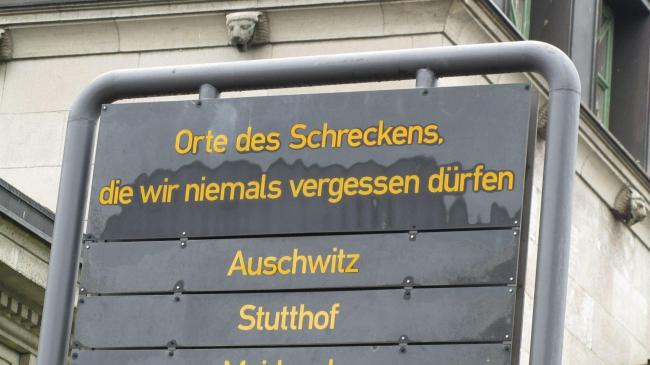 Orte des Schreckens,
die wir niemals vergessen dürfen
Auschwitz
Stutthof